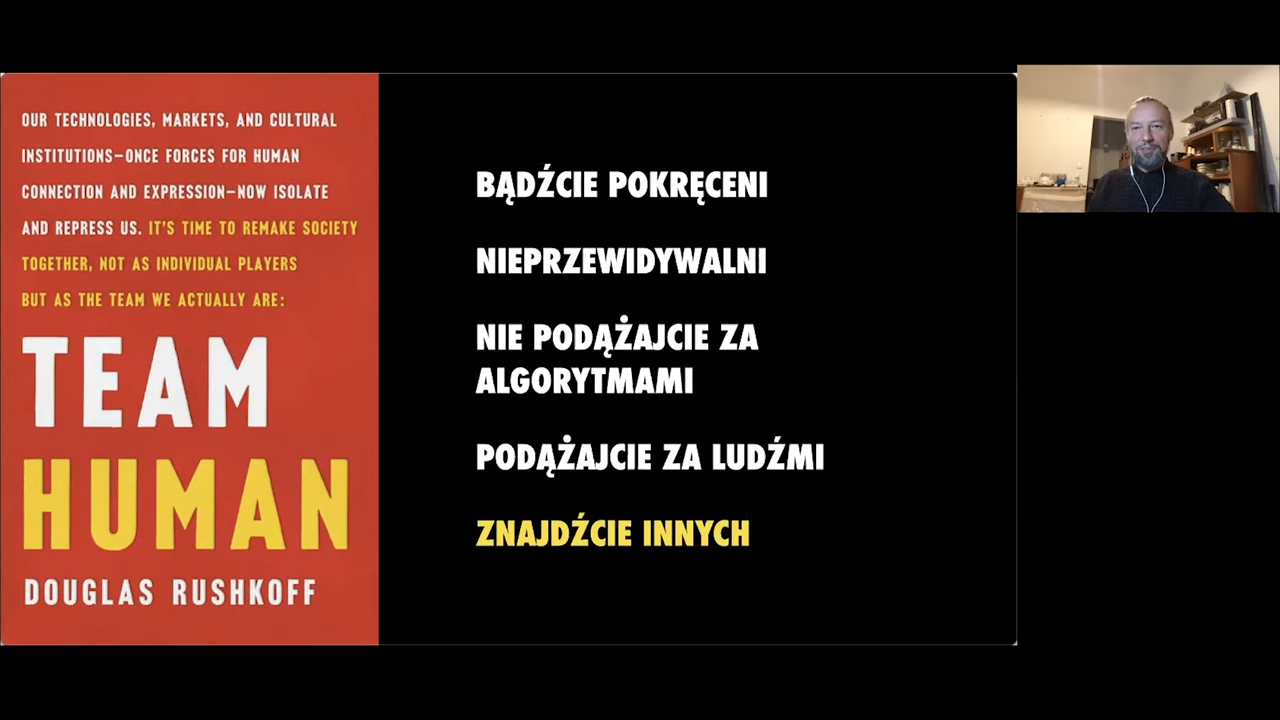 OUR TECHNOLOGIES, MARKETS, AND CULTURAL
INSTITUTIONS—ONCE FORCES FOR HUMAN
CONNECTION AND EXPRESSION—NOW ISOLATE
AND REPRESS US. IT'S TIME TO REMAKE SOCIETY
TOGETHER, NOT AS INDIVIDUAL PLAYERS
BUT AS THE TEAM WE ACTUALLY ARE:
TEAM
HUMAN
DOUGLAS RUSHKOFF
BĄDŹCIE POKRĘCENI
NIEPRZEWIDYWALNI
NIE PODĄŻAJCIE ZA
ALGORYTMAMI
PODĄŻAJCIE ZA LUDŹMI
ZNAJDŹCIE INNYCH